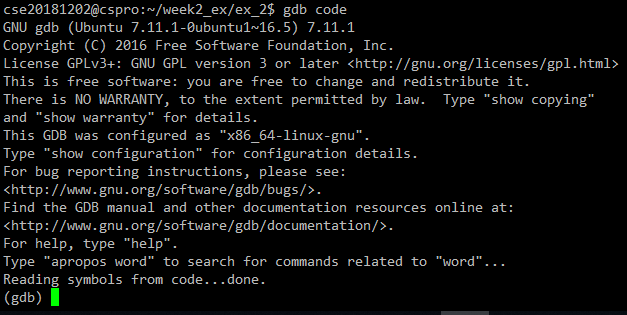 cse20181202@cspro:~/week2_ex/ex_2$ gdb code
GNU gdb (Ubuntu 7.11.1-0ubuntu1~16.5) 7.11.1
Copyright (C) 2016 Free Software Foundation, Inc.
License GPLv3+: GNU GPL version 3 or later <http://gnu.org/licenses/gpl.html>
This is free software: you are free to change and redistribute it.
There is NO WARRANTY, to the extent permitted by law.  Type "show copying"
and "show warranty" for details.
This GDB was configured as "x86_64-linux-gnu".
Type "show configuration" for configuration details.
For bug reporting instructions, please see:
<http://www.gnu.org/software/gdb/bugs/>.
Find the GDB manual and other documentation resources online at:
<http://www.gnu.org/software/gdb/documentation/>.
For help, type "help".
Type "apropos word" to search for commands related to "word"...
Reading symbols from code...done.
(gdb)